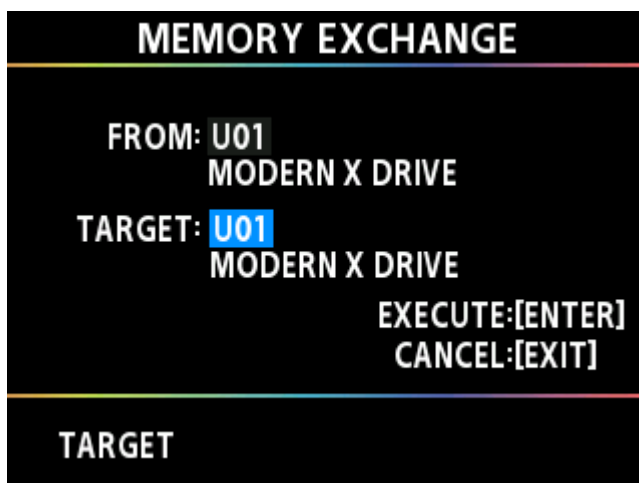 MEMORY EXCHANGE
FROM: U01
MODERN X DRIVE
TARGET: U01
MODERN X DRIVE
EXECUTE:[ENTER]
CANCEL:[EXIT]
TARGET